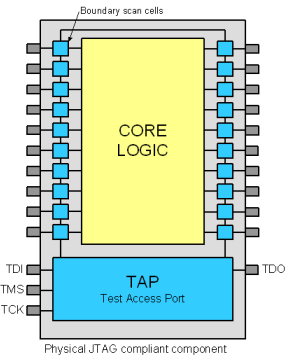 Boundary scan cells
CORE
LOGIC
TDI
TAP
TDO
TMS
Test Access Port
TCK
Physical JTAG compliant component